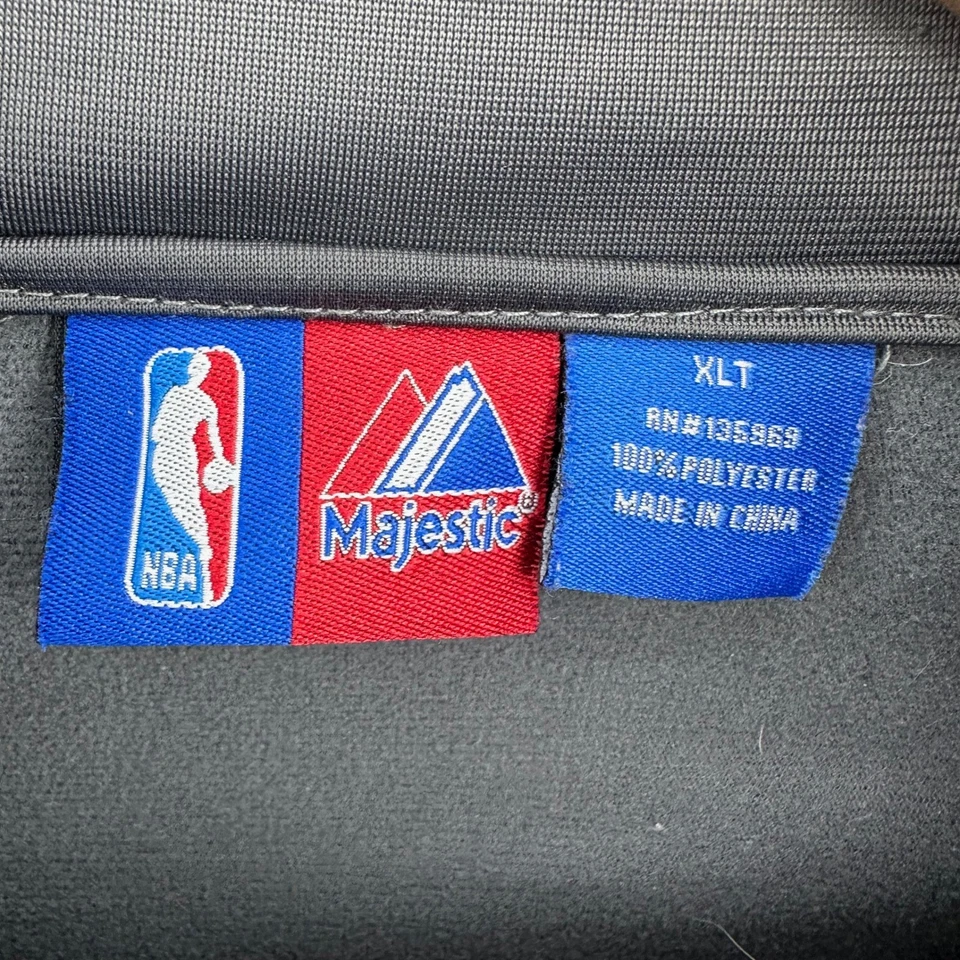 NBA
Majestic®
XLT
RN#135969
100% POLYESTER
MADE IN CHINA